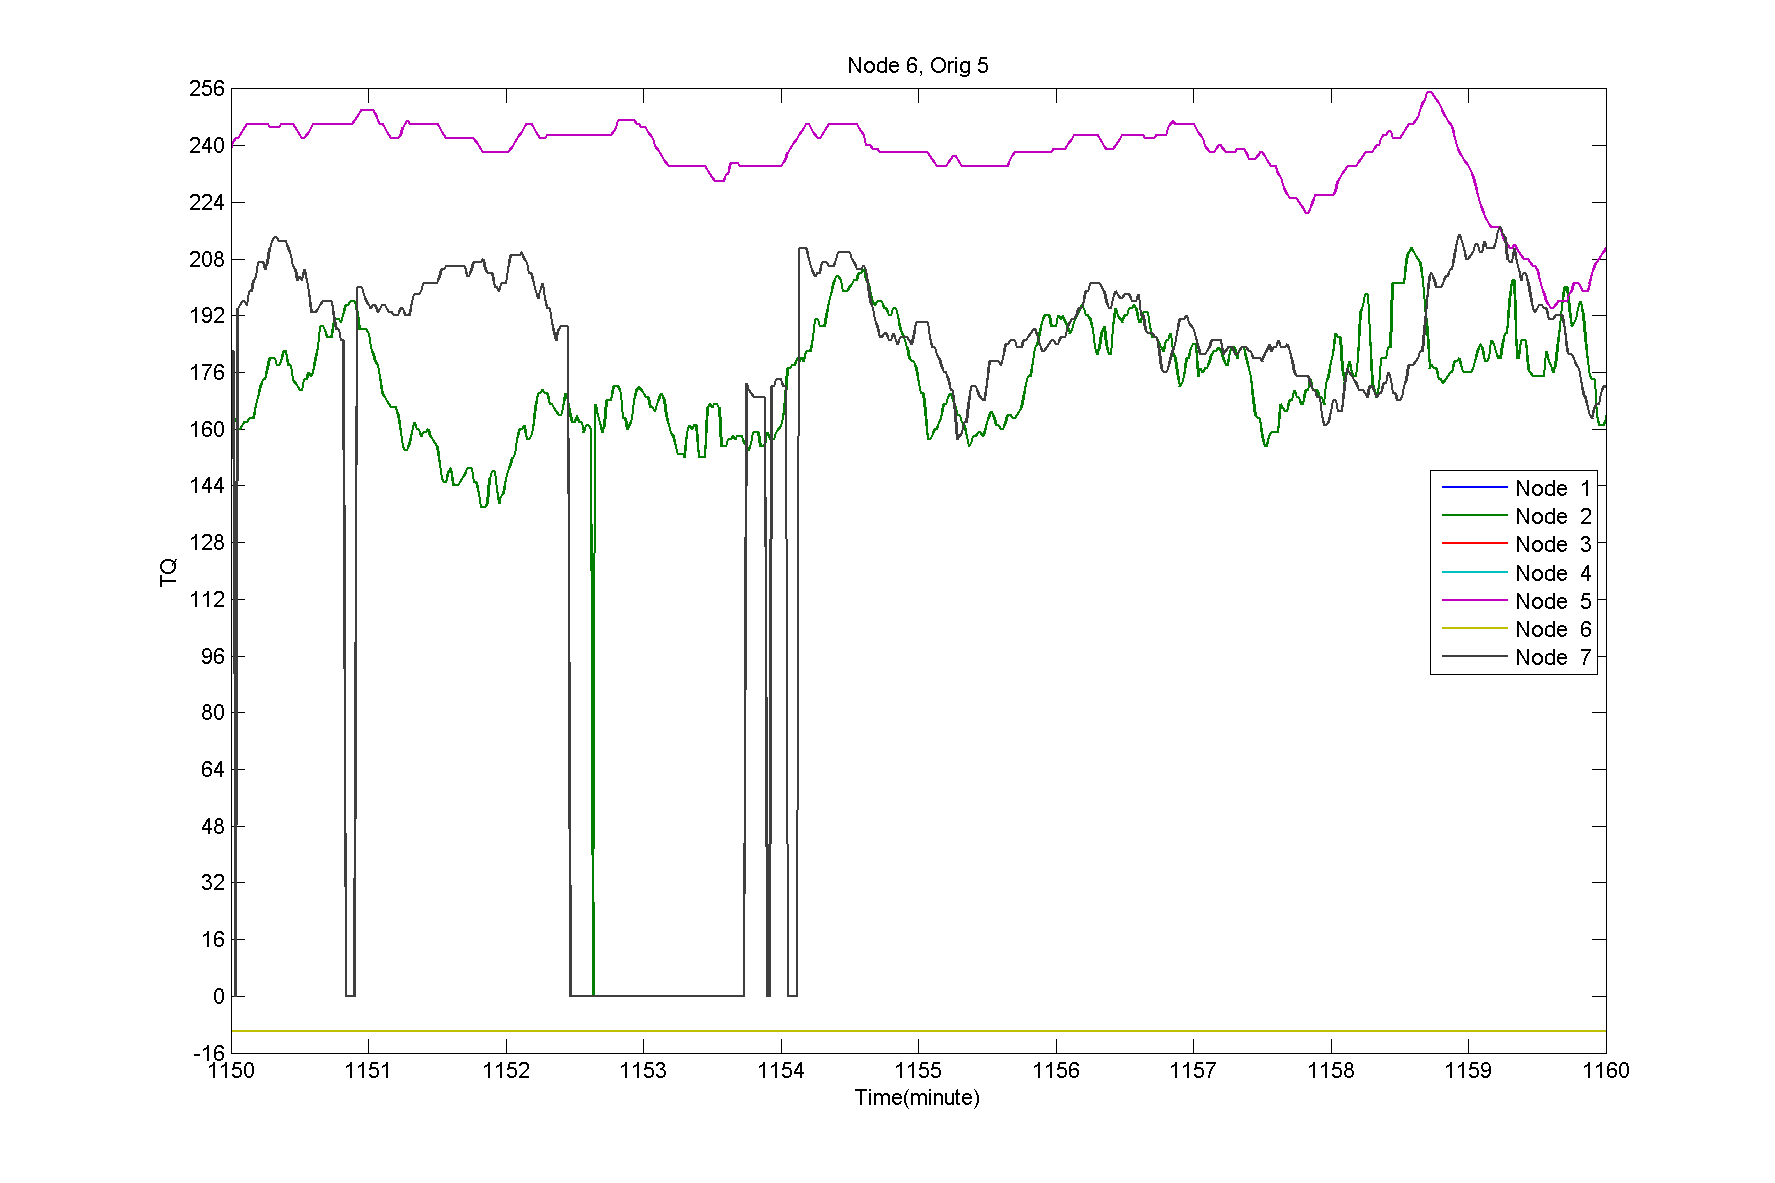 Node 6, Orig 5
256
240
224
208
192
176
160
144
128
112
96
80
64
48
32
16
0
-16
TQ
Node 1
Node 2
Node 3
Node 4
Node 5
Node 6
Node 7
1150 1151 1152 1153 1154 1155 1156 1157 1158 1159 1160
Time(minute)